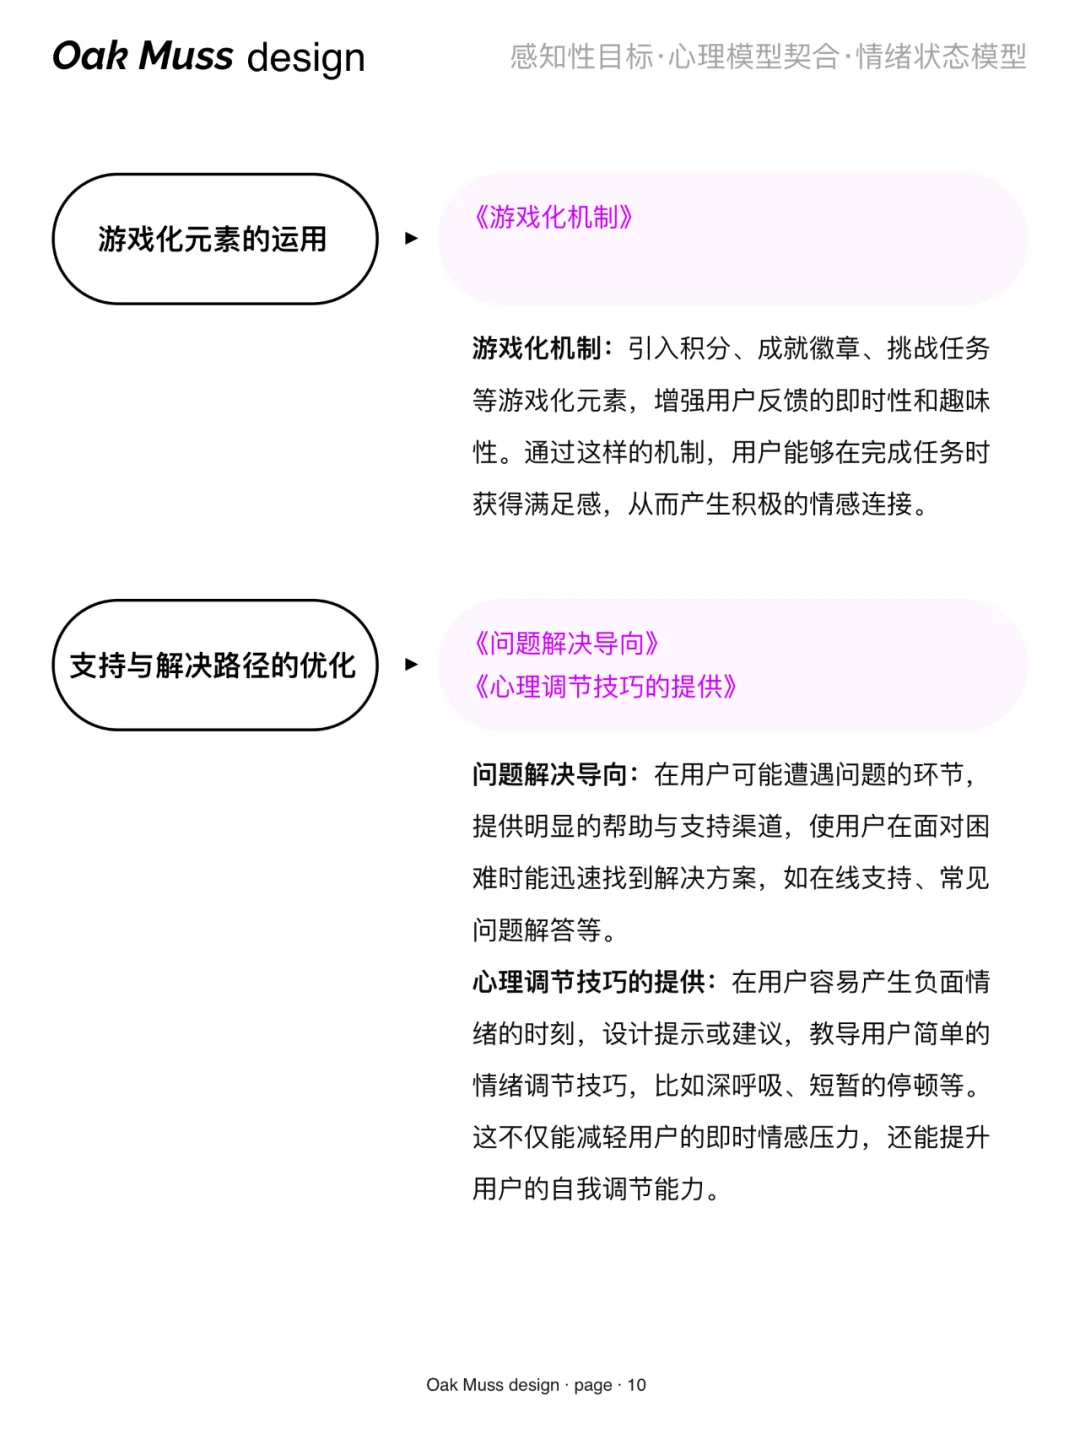 Oak Muss design
感知性目标·心理模型契合·情绪状态模型
游戏化元素的运用
《游戏化机制》
游戏化机制：引入积分、成就徽章、挑战任务
等游戏化元素，增强用户反馈的即时性和趣味
性。通过这样的机制，用户能够在完成任务时
获得满足感，从而产生积极的情感连接。
支持与解决路径的优化
《问题解决导向》
《心理调节技巧的提供》
问题解决导向：在用户可能遭遇问题的环节，
提供明显的帮助与支持渠道，使用户在面对困
难时能迅速找到解决方案，如在线支持、常见
问题解答等。
心理调节技巧的提供：在用户容易产生负面情
绪的时刻，设计提示或建议，教导用户简单的
情绪调节技巧，比如深呼吸、短暂的停顿等。
这不仅能减轻用户的即时情感压力，还能提升
用户的自我调节能力。
Oak Muss design · page · 10